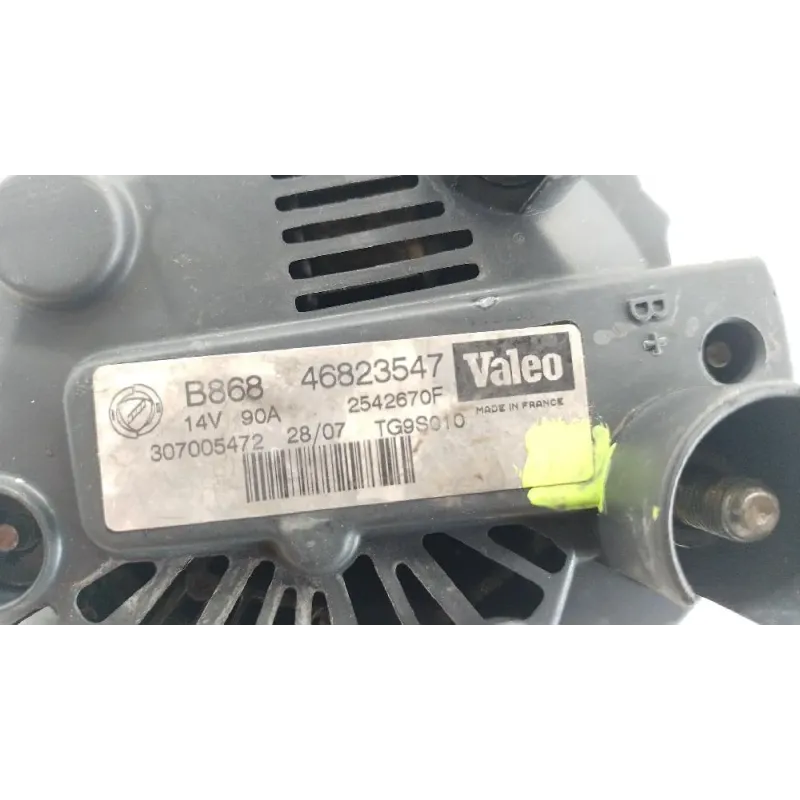 B868 46823547 Valeo
14V 90A 2542670F MADE IN FRANCE
307005472 28/07 TG9S010
B+